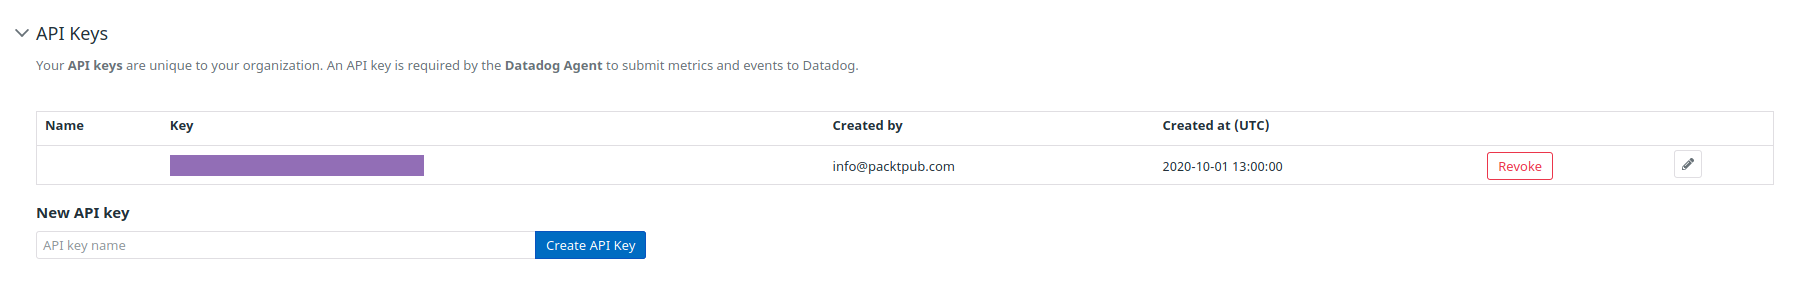 API Keys
Your API keys are unique to your organization. An API key is required by the Datadog Agent to submit metrics and events to Datadog.
Name Key Created by Created at (UTC)
info@packtpub.com 2020-10-01 13:00:00 Revoke
New API key
API key name Create API Key